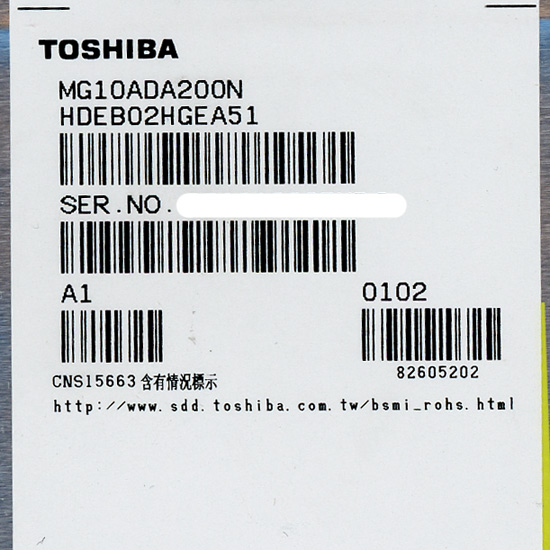 TOSHIBA
MG10ADA200N
HDEB02HGEA51
SER.NO.
A1
0102
82605202
CNS15663 含有情況標示
http://www.sdd.toshiba.com.tw/bsmi_rohs.html